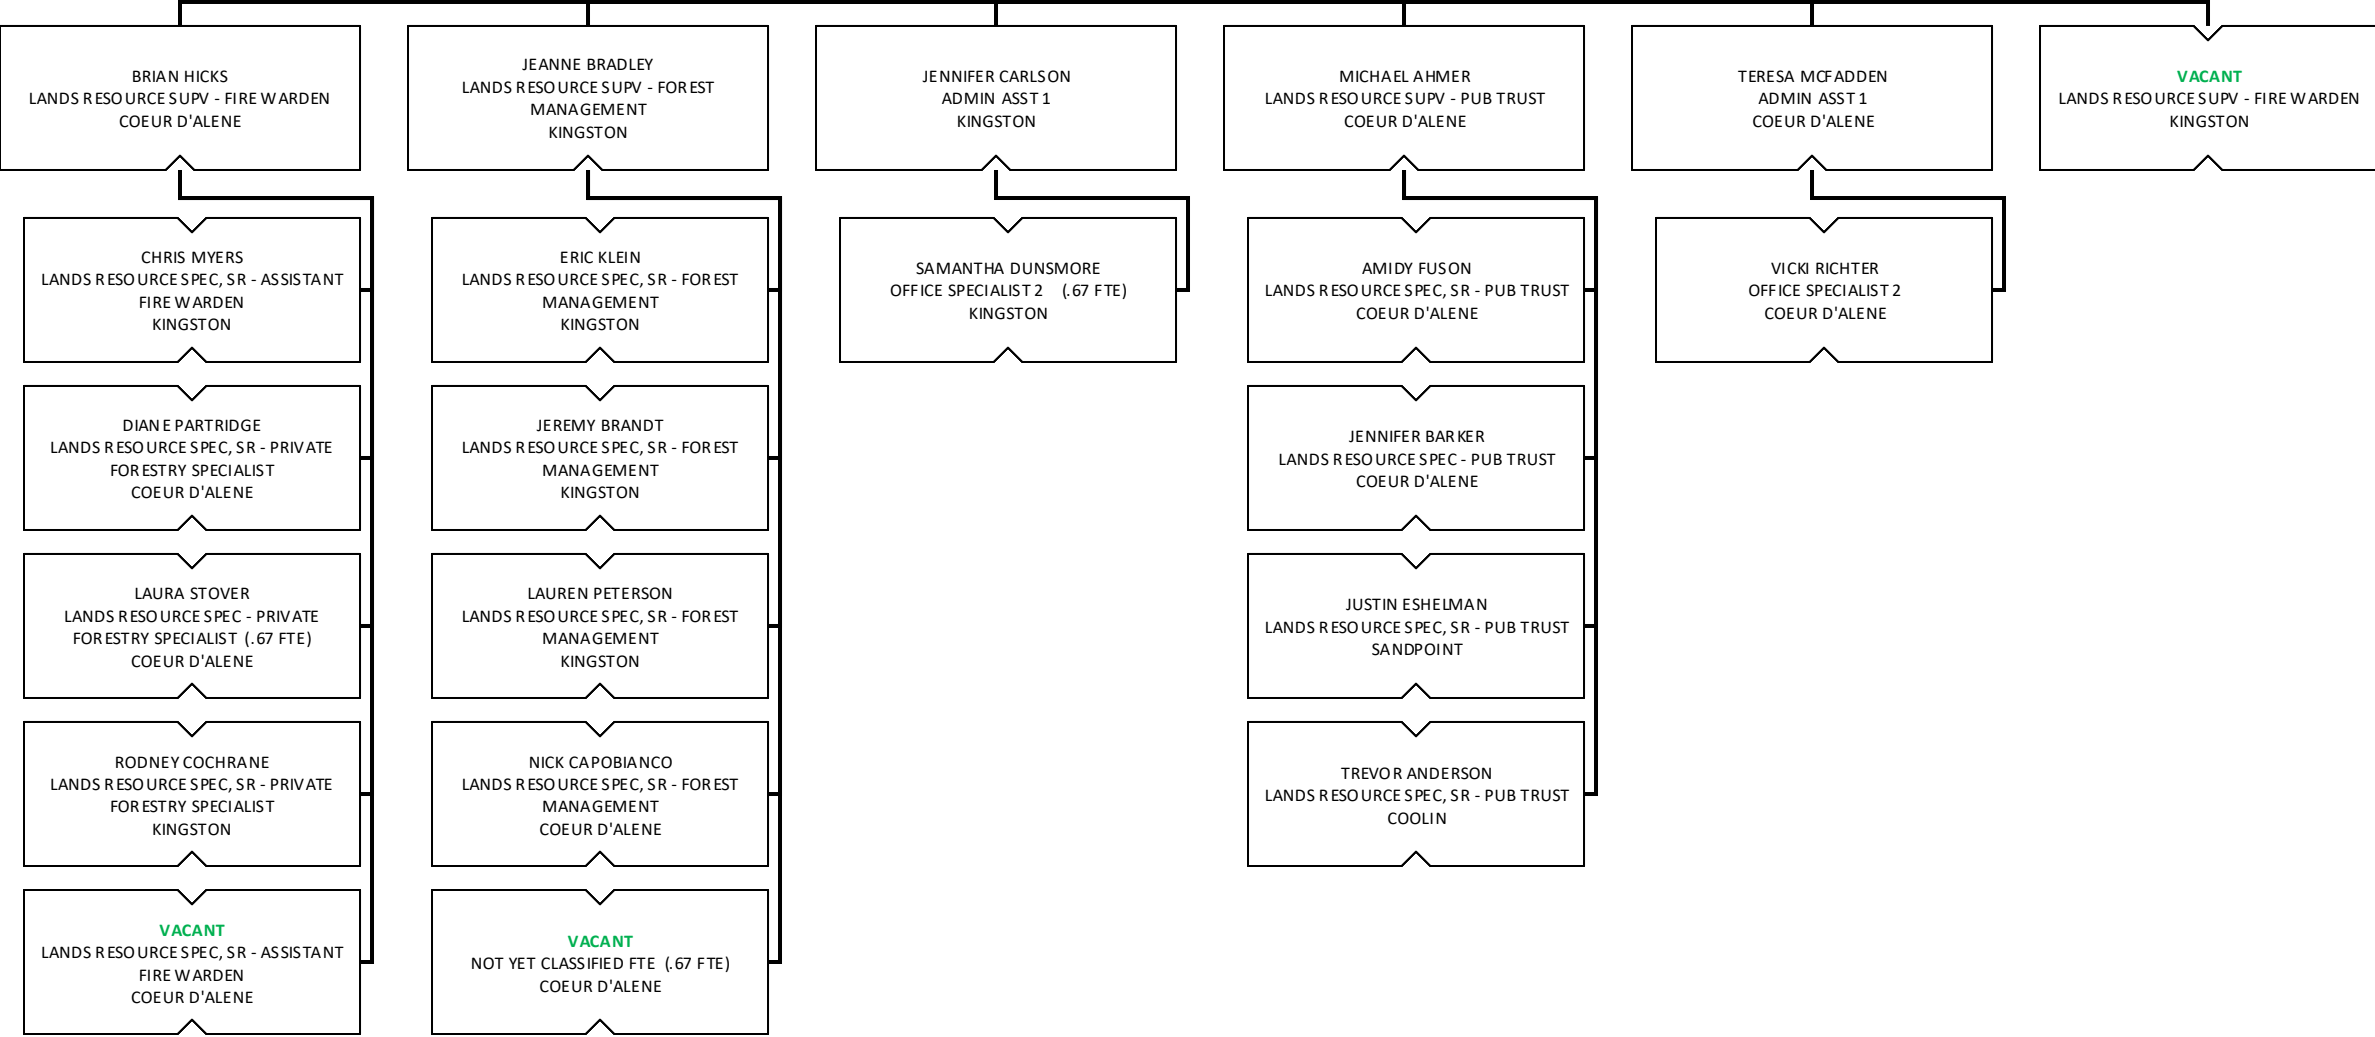 BRIAN HICKS
LANDS RESOURCE SUPV - FIRE WARDEN
COEUR D'ALENE
JEANNE BRADLEY
LANDS RESOURCE SUPV - FOREST
MANAGEMENT
KINGSTON
JENNIFER CARLSON
ADMIN ASST 1
KINGSTON
MICHAEL AHMER
LANDS RESOURCE SUPV - PUB TRUST
COEUR D'ALENE
TERESA MCFADDEN
ADMIN ASST 1
COEUR D'ALENE
VACANT
LANDS RESOURCE SUPV - FIRE WARDEN
KINGSTON
CHRIS MYERS
LANDS RESOURCE SPEC, SR - ASSISTANT
FIRE WARDEN
KINGSTON
ERIC KLEIN
LANDS RESOURCE SPEC, SR - FOREST
MANAGEMENT
KINGSTON
SAMANTHA DUNSMORE
OFFICE SPECIALIST 2 (.67 FTE)
KINGSTON
AMIDY FUSON
LANDS RESOURCE SPEC, SR - PUB TRUST
COEUR D'ALENE
VICKI RICHTER
OFFICE SPECIALIST 2
COEUR D'ALENE
DIANE PARTRIDGE
LANDS RESOURCE SPEC, SR - PRIVATE
FORESTRY SPECIALIST
COEUR D'ALENE
JEREMY BRANDT
LANDS RESOURCE SPEC, SR - FOREST
MANAGEMENT
KINGSTON
JENNIFER BARKER
LANDS RESOURCE SPEC - PUB TRUST
COEUR D'ALENE
LAURA STOVER
LANDS RESOURCE SPEC - PRIVATE
FORESTRY SPECIALIST (.67 FTE)
COEUR D'ALENE
LAUREN PETERSON
LANDS RESOURCE SPEC, SR - FOREST
MANAGEMENT
KINGSTON
JUSTIN ESHELMAN
LANDS RESOURCE SPEC, SR - PUB TRUST
SANDPOINT
RODNEY COCHRANE
LANDS RESOURCE SPEC, SR - PRIVATE
FORESTRY SPECIALIST
KINGSTON
NICK CAPOBIANCO
LANDS RESOURCE SPEC, SR - FOREST
MANAGEMENT
COEUR D'ALENE
TREVOR ANDERSON
LANDS RESOURCE SPEC, SR - PUB TRUST
COOLIN
VACANT
LANDS RESOURCE SPEC, SR - ASSISTANT
FIRE WARDEN
COEUR D'ALENE
VACANT
NOT YET CLASSIFIED FTE (.67 FTE)
COEUR D'ALENE